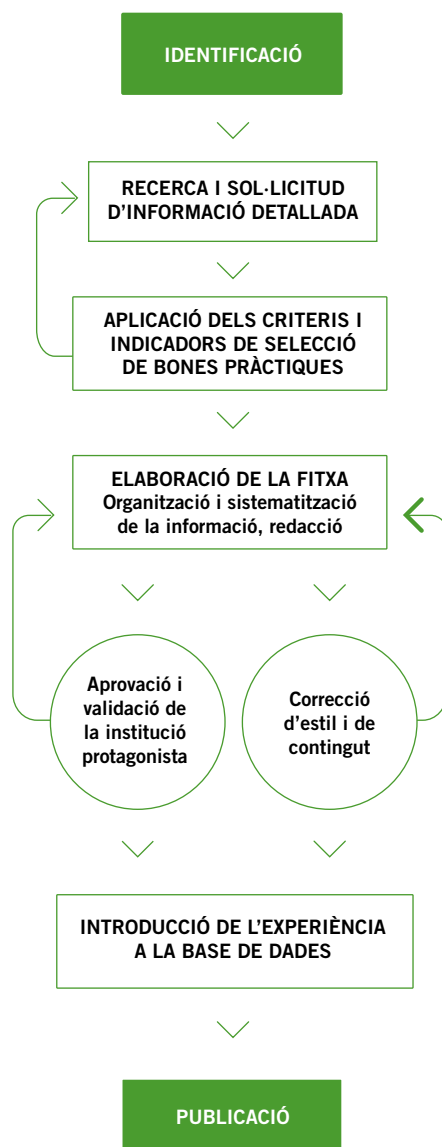 IDENTIFICACIÓ
RECERCA I SOL·LICITUD
D’INFORMACIÓ DETALLADA
APLICACIÓ DELS CRITERIS I
INDICADORS DE SELECCIÓ
DE BONES PRÀCTIQUES
ELABORACIÓ DE LA FITXA
Organització i sistematització
de la informació, redacció
Aprovació i
validació de
la institució
protagonista
Correcció
d’estil i de
contingut
INTRODUCCIÓ DE L’EXPERIÈNCIA
A LA BASE DE DADES
PUBLICACIÓ